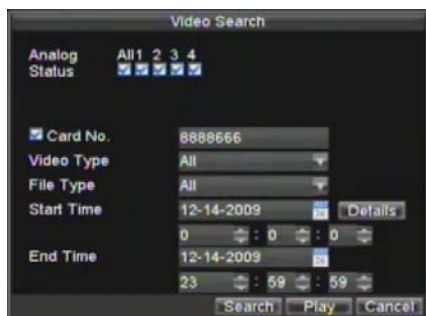 Video Search
Analog All 1 2 3 4
Status
Card No. 8888666
Video Type All
File Type All
Start Time 12-14-2009 Details
0 : 0 : 0
End Time 12-14-2009
23 : 59 : 59
Search Play Cancel